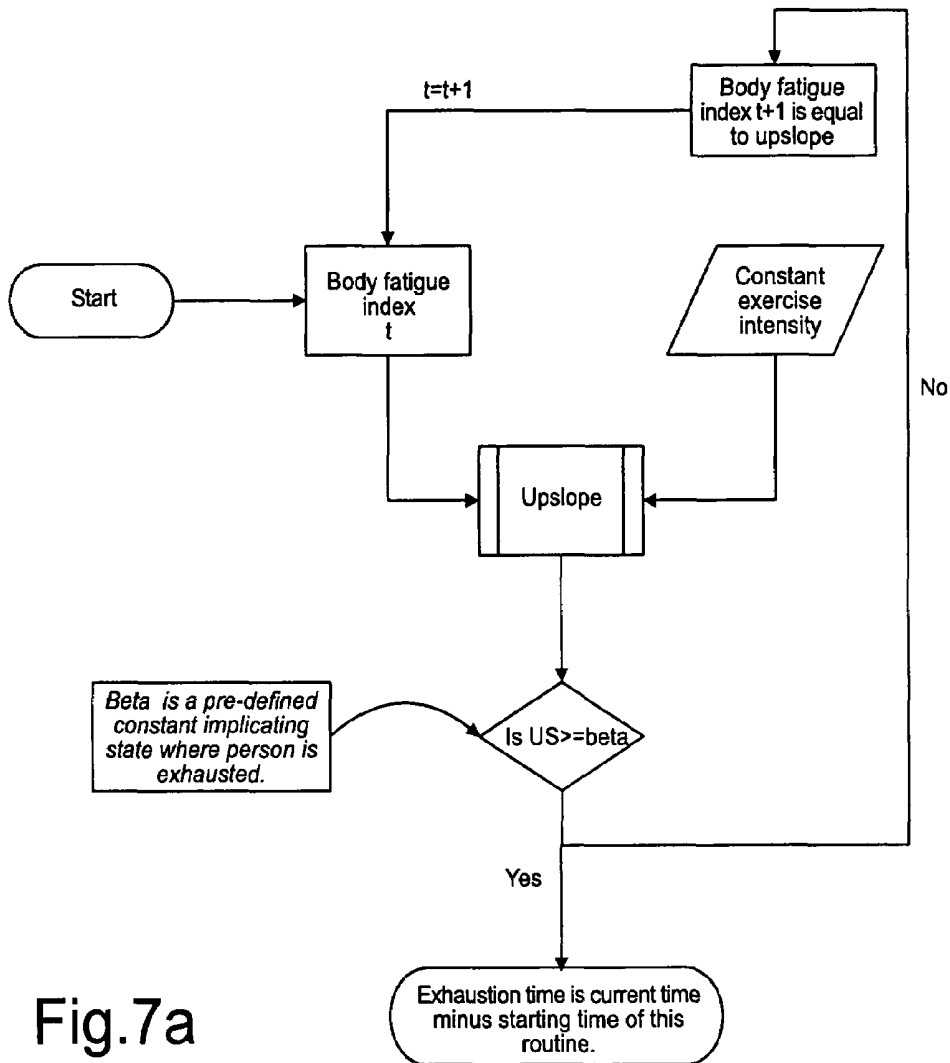 t=t+1
Body fatigue
index t+1 is equal
to upslope
Start
Body fatigue
index
t
Constant
exercise
intensity
No
Upslope
Beta is a pre-defined
constant implicating
state where person is
exhausted.
Is US>=beta
Yes
Exhaustion time is current time
minus starting time of this
routine.
Fig.7a